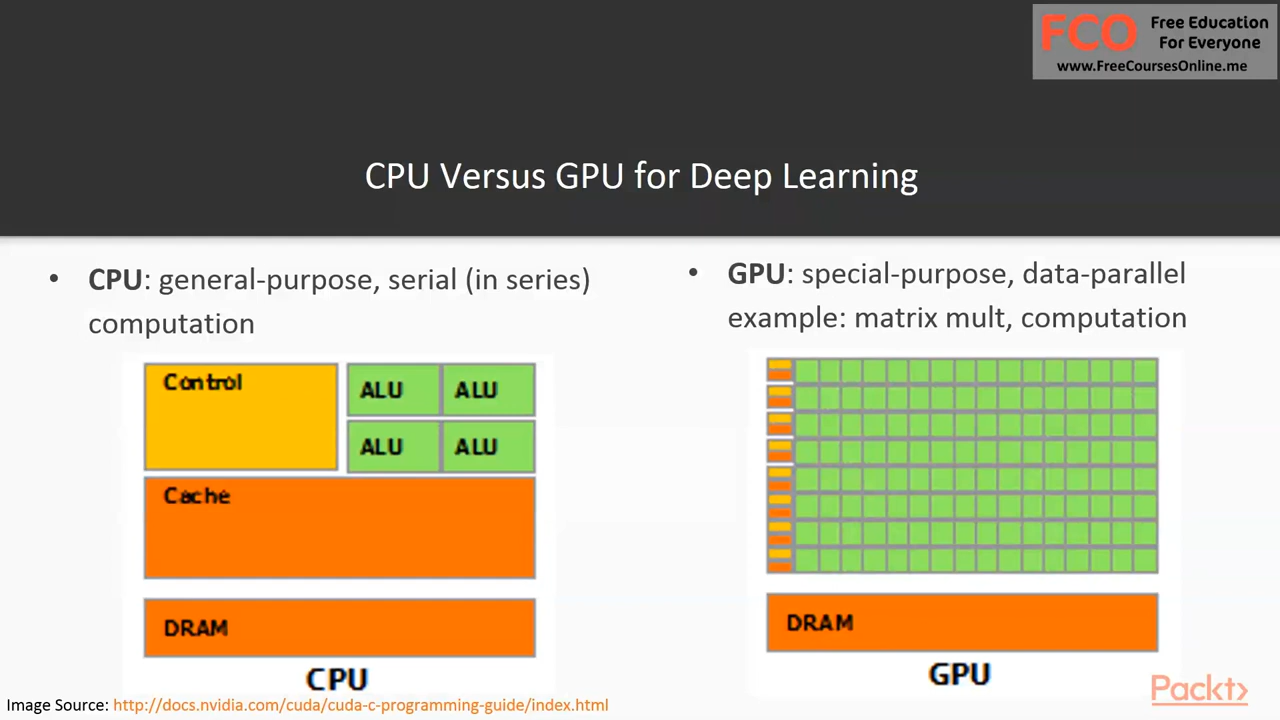 FCO
Free Education
For Everyone
www.FreeCoursesOnline.me
CPU Versus GPU for Deep Learning
• CPU: general-purpose, serial (in series)
computation
• GPU: special-purpose, data-parallel
example: matrix mult, computation
Control
ALU ALU
ALU ALU
Cache
DRAM
CPU
DRAM
GPU
Image Source: http://docs.nvidia.com/cuda/cuda-c-programming-guide/index.html
Packt>